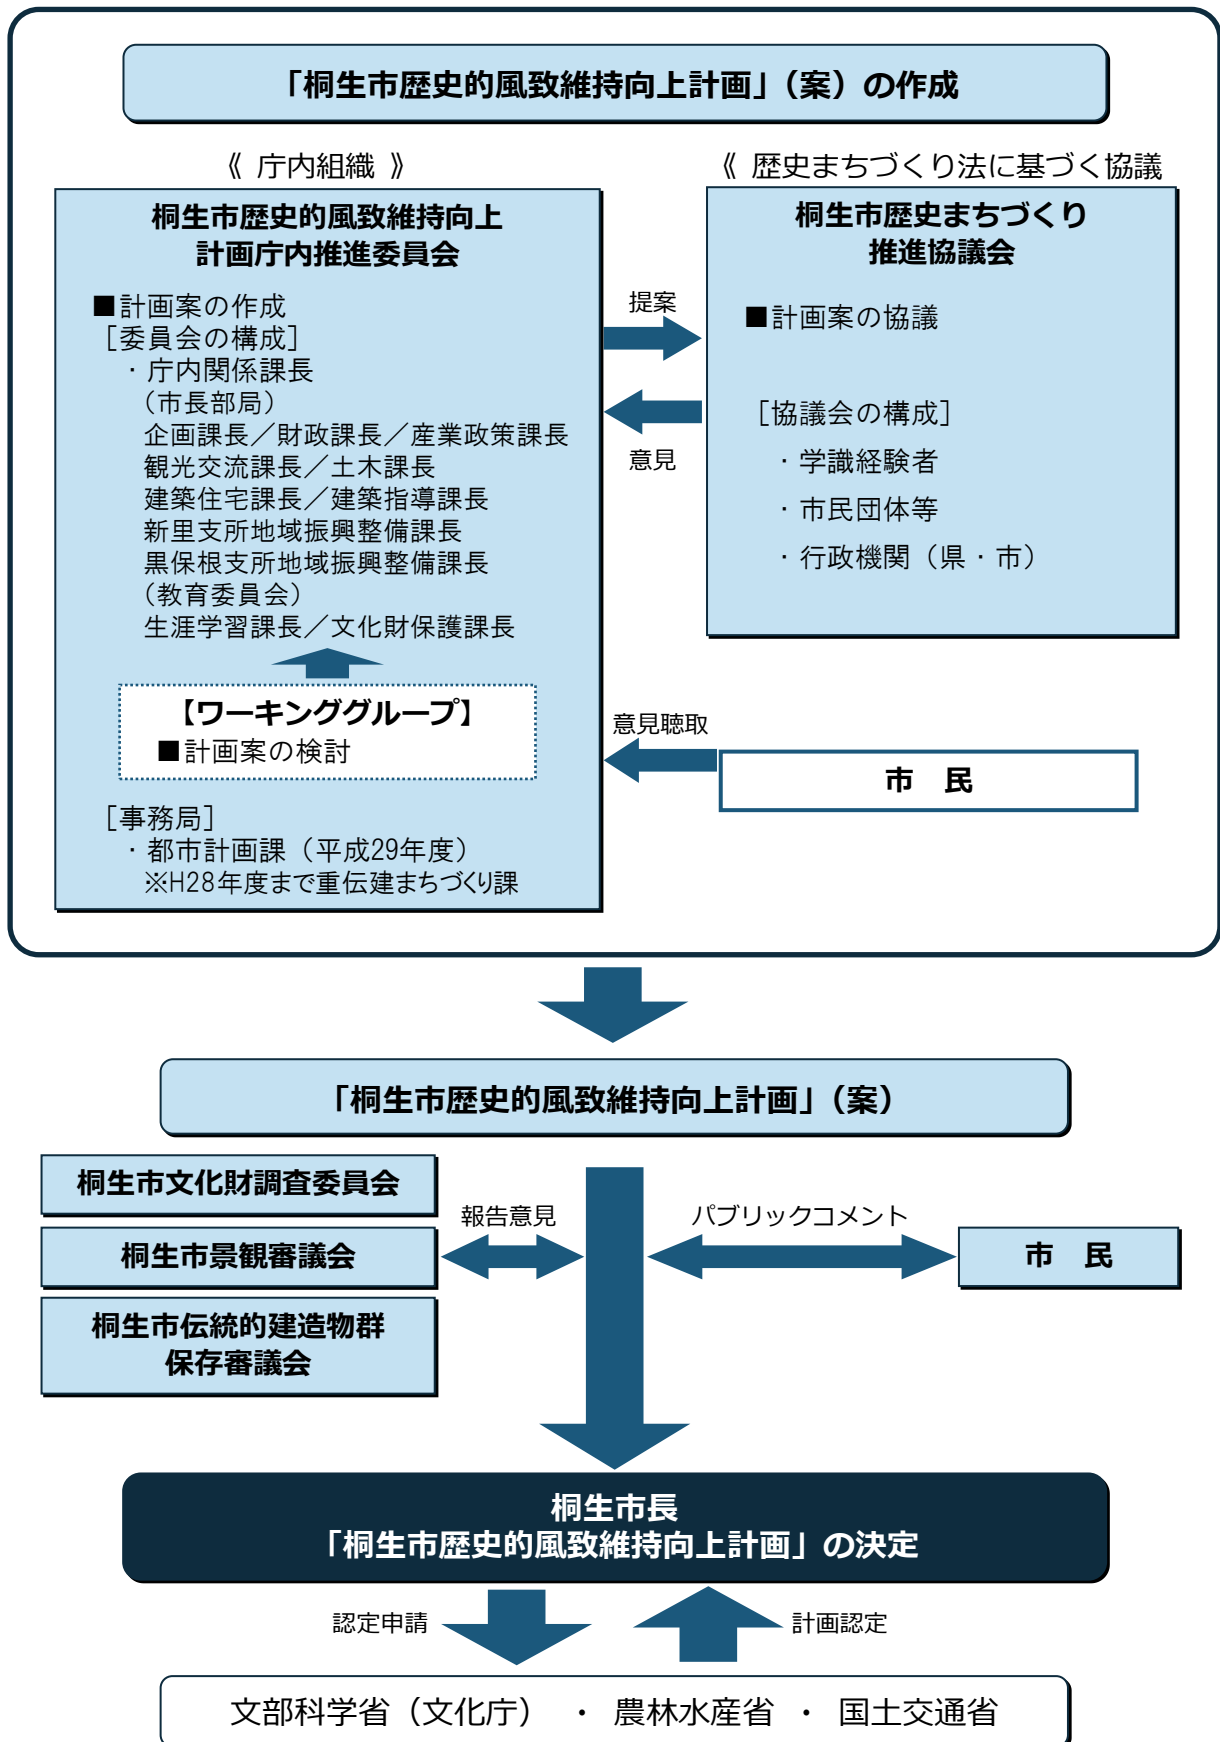 「桐生市歴史的風致維持向上計画」（案）の作成
《 庁内組織 》
桐生市歴史的風致維持向上
計画庁内推進委員会
■計画案の作成
［委員会の構成］
・庁内関係課長
（市長部局）
企画課長／財政課長／産業政策課長
観光交流課長／土木課長
建築住宅課長／建築指導課長
新里支所地域振興整備課長
黒保根支所地域振興整備課長
（教育委員会）
生涯学習課長／文化財保護課長
【ワーキンググループ】
■計画案の検討
［事務局］
・都市計画課（平成29年度）
※H28年度まで重伝建まちづくり課
提案
意見
《 歴史まちづくり法に基づく協議
桐生市歴史まちづくり
推進協議会
■計画案の協議
［協議会の構成］
・学識経験者
・市民団体等
・行政機関（県・市）
意見聴取
市　民
「桐生市歴史的風致維持向上計画」（案）
桐生市文化財調査委員会
桐生市景観審議会
桐生市伝統的建造物群
保存審議会
報告意見
パブリックコメント
市　民
桐生市長
「桐生市歴史的風致維持向上計画」の決定
認定申請
計画認定
文部科学省（文化庁） ・ 農林水産省 ・ 国土交通省